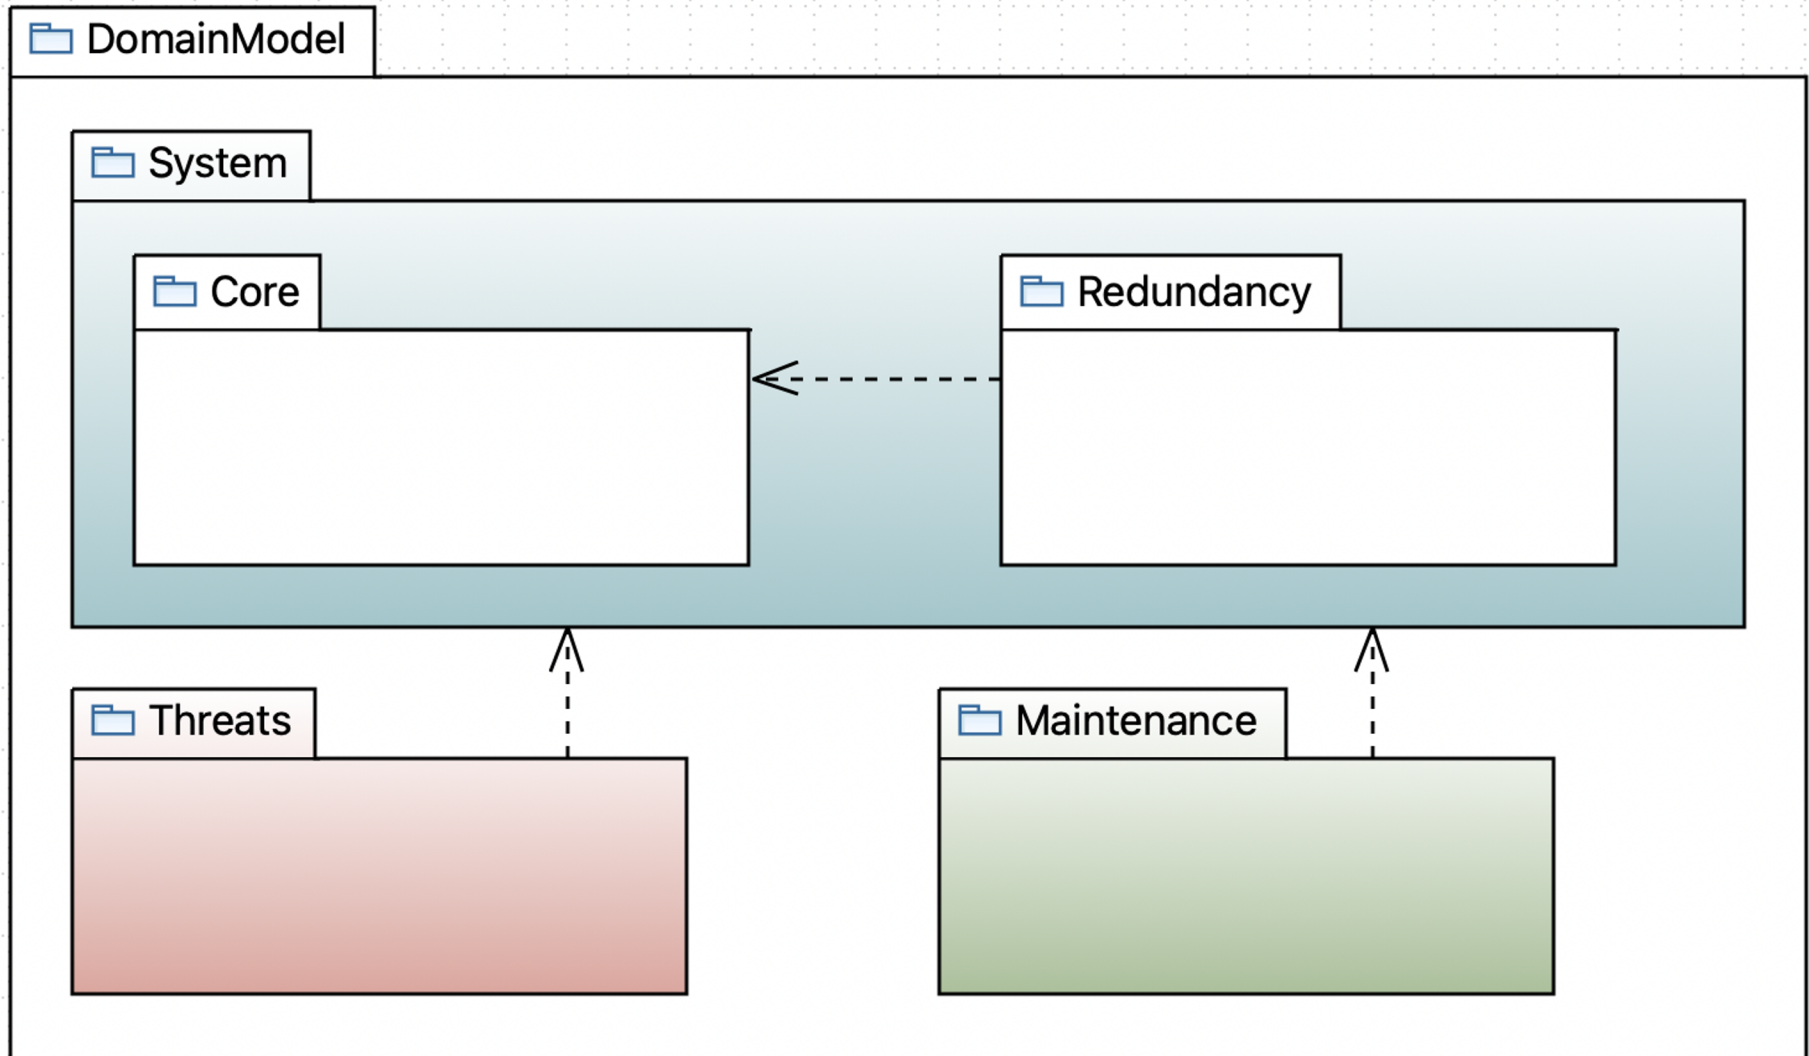 DomainModel
System
Core
Redundancy
Threats
Maintenance